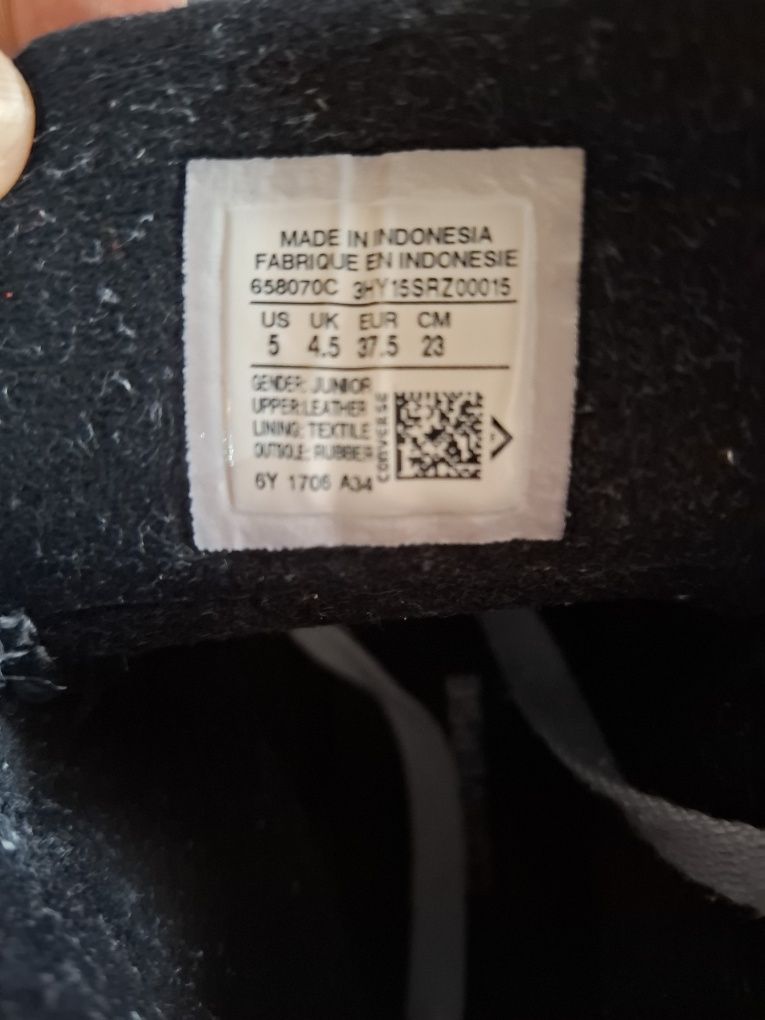 MADE IN INDONESIA
FABRIQUE EN INDONESIE
658070C 3HY15SRZ00015
US UK EUR CM
5 4.5 37.5 23
GENDER: JUNIOR
UPPER:LEATHER
LINING: TEXTILE
OUTSOLE: RUBBER
CONVERSE
6Y 1706 A34